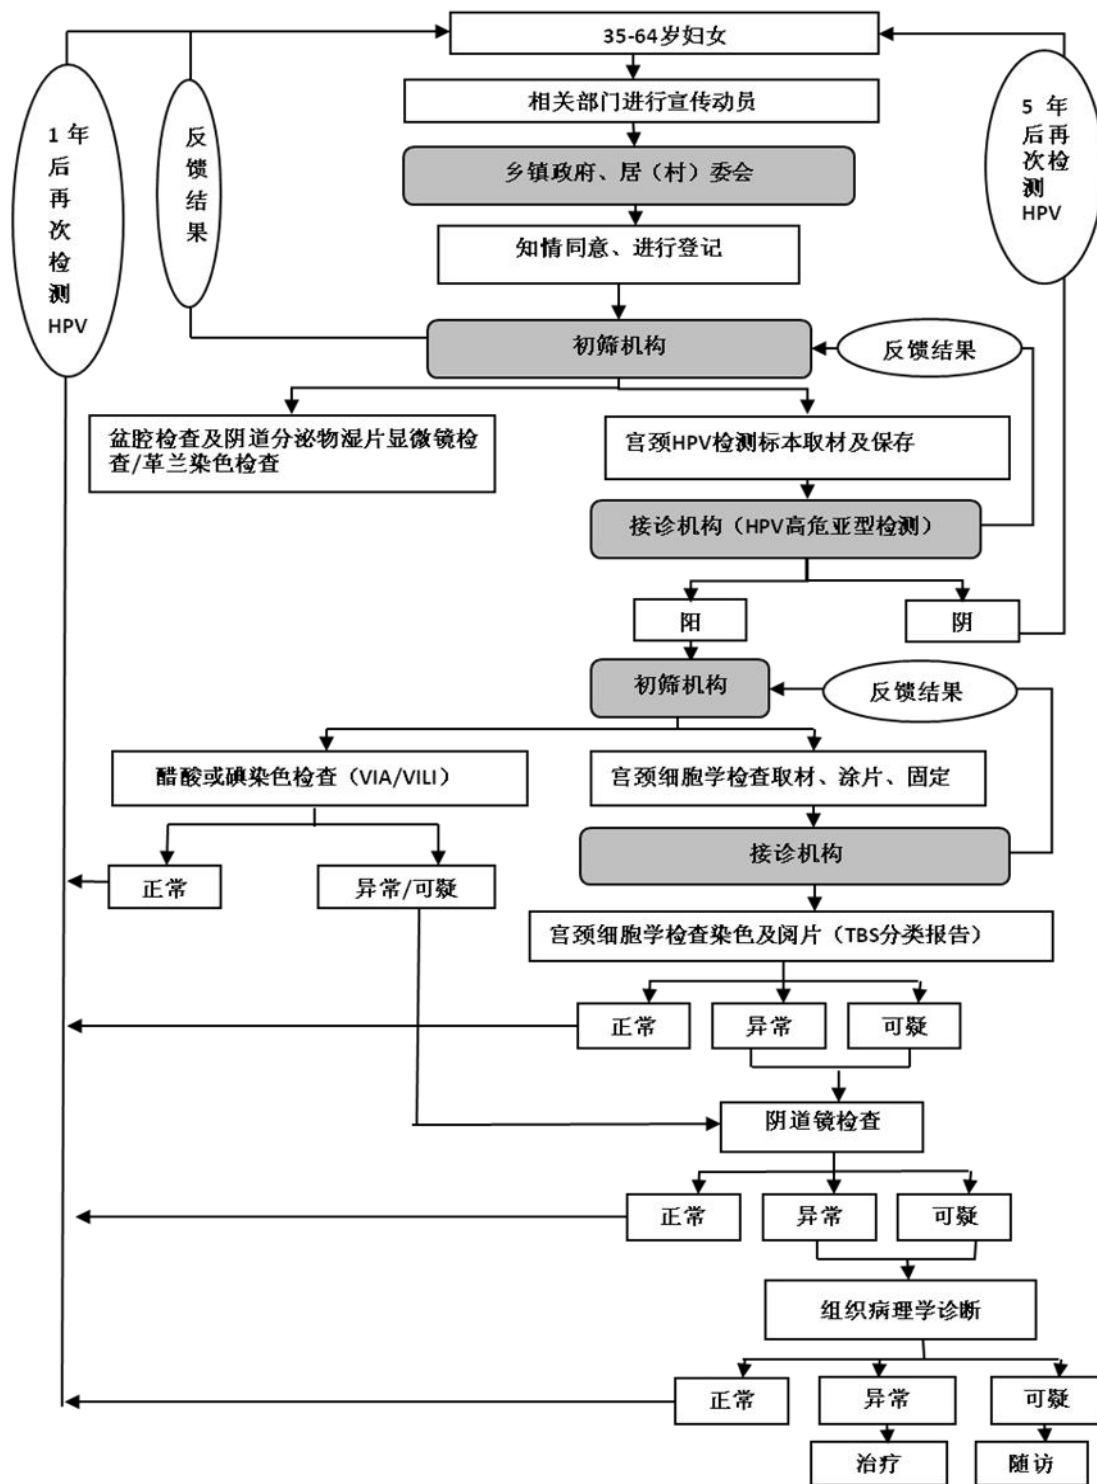 35-64岁妇女
相关部门进行宣传动员
乡镇政府、居（村）委会
知情同意、进行登记
1 年
后
再
次
检
测
HPV
反
馈
结
果
5 年
后再
次检
测
HPV
初筛机构
反馈结果
盆腔检查及阴道分泌物湿片显微镜检
查/革兰染色检查
宫颈HPV检测标本取材及保存
接诊机构（HPV高危亚型检测）
阳
阴
初筛机构
反馈结果
醋酸或碘染色检查（VIA/VILI）
宫颈细胞学检查取材、涂片、固定
接诊机构
正常
异常/可疑
宫颈细胞学检查染色及阅片（TBS分类报告）
正常
异常
可疑
阴道镜检查
正常
异常
可疑
组织病理学诊断
正常
异常
可疑
治疗
随访